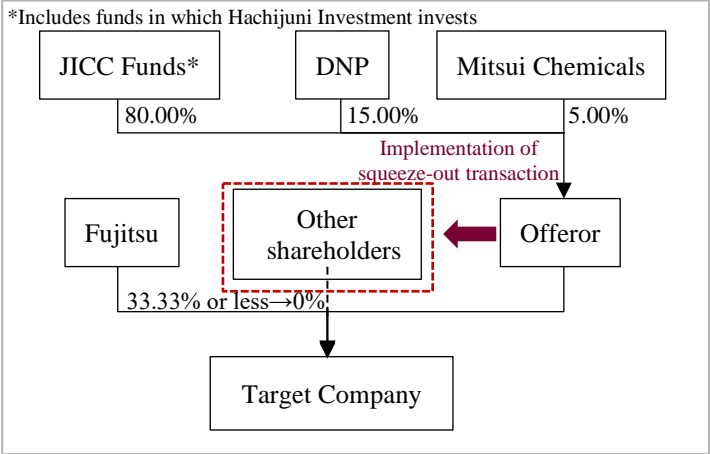 *Includes funds in which Hachijuni Investment invests
JICC Funds*
DNP
Mitsui Chemicals
80.00%
15.00%
5.00%
Implementation of
squeeze-out transaction
Fujitsu
Other
shareholders
Offeror
33.33% or less→0%
Target Company